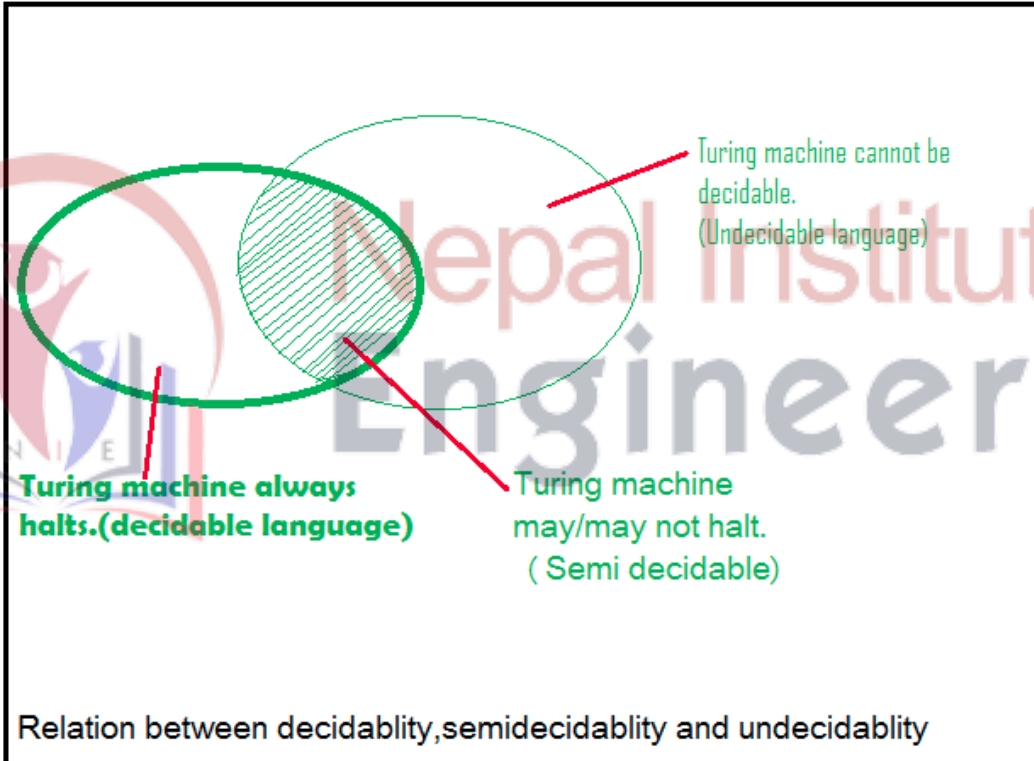 Turing machine cannot be
decidable.
(Undecidable language)
Nepal Institut
Engineer
N I E
Turing machine always
halts.(decidable language)
Turing machine
may/may not halt.
( Semi decidable)
Relation between decidablity,semidecidablity and undecidablity